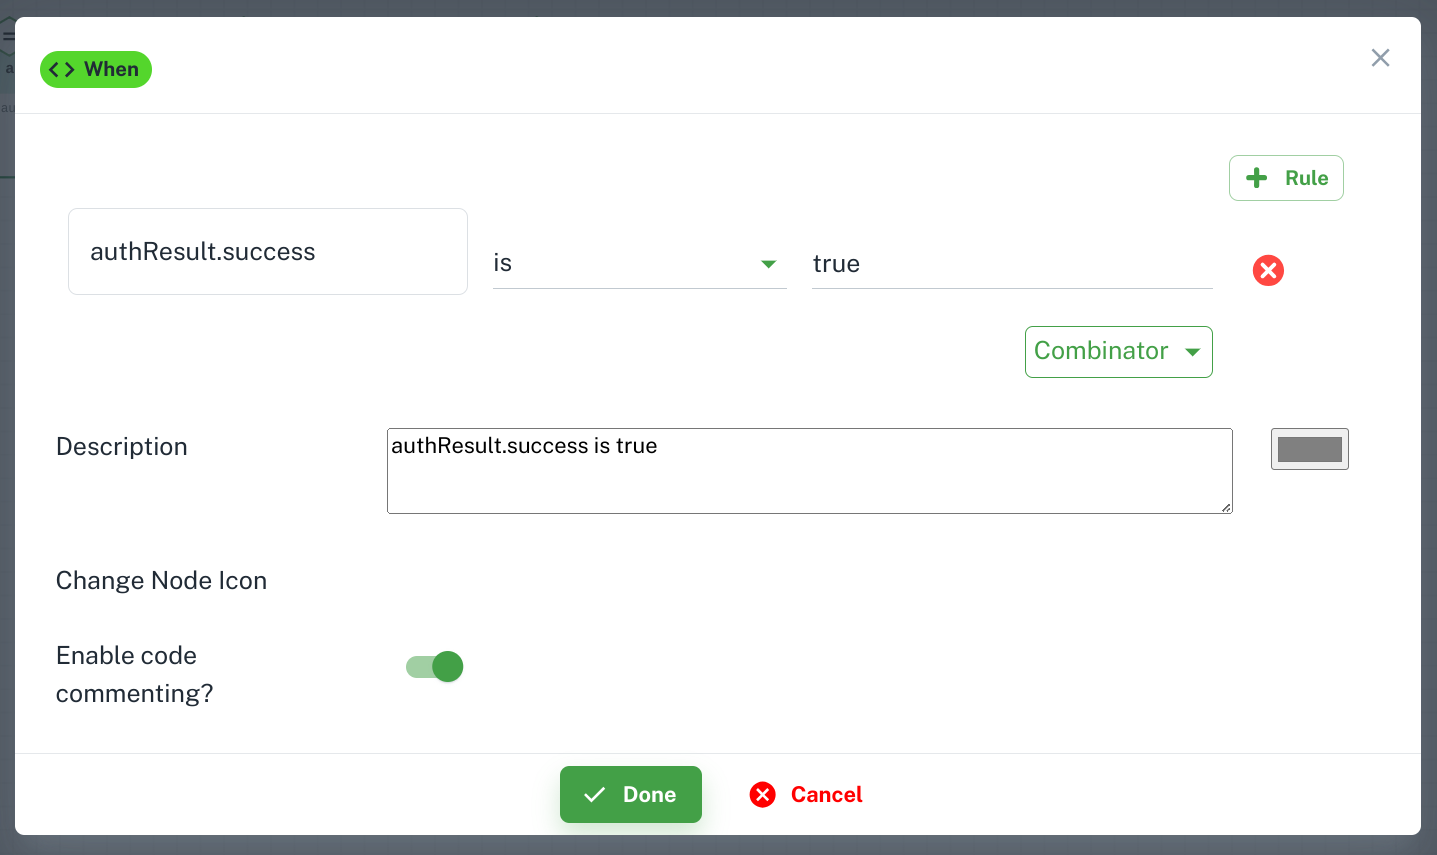 When
Rule
authResult.success
is
true
Combinator
Description
authResult.success is true
Change Node Icon
Enable code
commenting?
Done
Cancel